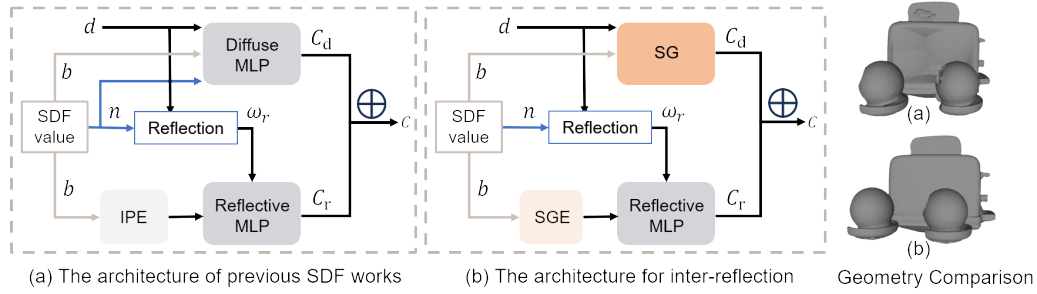 d
Diffuse
MLP
C_d
b
SDF
value
n
Reflection
ω_r
b
IPE
Reflective
MLP
C_r
c
(a) The architecture of previous SDF works
d
SG
C_d
b
SDF
value
n
Reflection
ω_r
b
SGE
Reflective
MLP
C_r
c
(b) The architecture for inter-reflection
(a)
(b)
Geometry Comparison